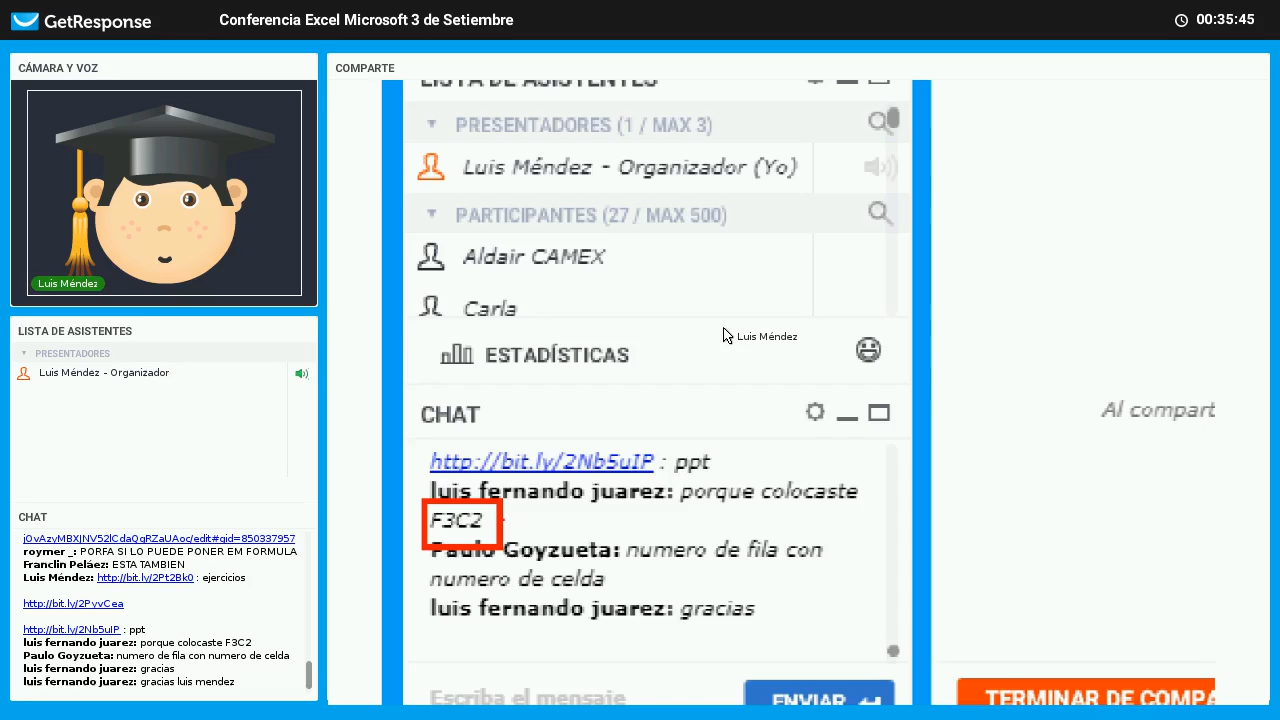 GetResponse
Conferencia Excel Microsoft 3 de Setiembre
00:35:45
CÁMARA Y VOZ
Luis Méndez
LISTA DE ASISTENTES
PRESENTADORES
Luis Méndez - Organizador
CHAT
jOvAzyMBXJNV52lCdaQgRZaUAoc/edit#gid=850337957
roymer _: PORFA SI LO PUEDE PONER EM FORMULA
Franclin Peláez: ESTA TAMBIEN
Luis Méndez: http://bit.ly/2Pt2Bk0 : ejercicios
http://bit.ly/2PyvCea
http://bit.ly/2Nb5uIP : ppt
luis fernando juarez: porque colocaste F3C2
Paulo Goyzueta: numero de fila con numero de celda
luis fernando juarez: gracias
luis fernando juarez: gracias luis mendez
COMPARTE
LISTA DE ASISTENTES
PRESENTADORES (1 / MAX 3)
Luis Méndez - Organizador (Yo)
PARTICIPANTES (27 / MAX 500)
Aldair CAMEX
Carla
Luis Méndez
ESTADÍSTICAS
CHAT
http://bit.ly/2Nb5uIP : ppt
luis fernando juarez: porque colocaste
F3C2
Paulo Goyzueta: numero de fila con
numero de celda
luis fernando juarez: gracias
Escriba el mensaje
ENVIAR
Al compart
TERMINAR DE COMPA